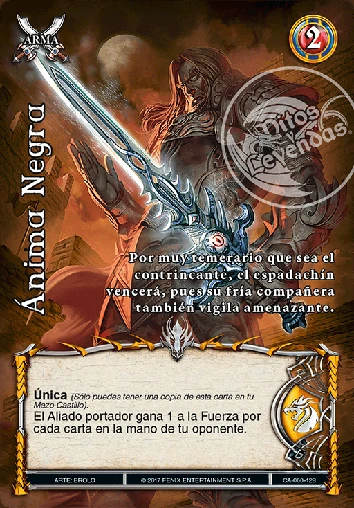 ARMA
2
Mitos y
Leyendas
Ánima Negra
Por muy temerario que sea el
contrincante, el espadachín
vencerá, pues su fría compañera
también vigila amenazante.
Única (Sólo puedes tener una copia de esta carta en tu
Mazo Castillo).
El Aliado portador gana 1 a la Fuerza por
cada carta en la mano de tu oponente.
ARTE: EROLO
© 2017 FENIX ENTERTAINMENT S.P.A.